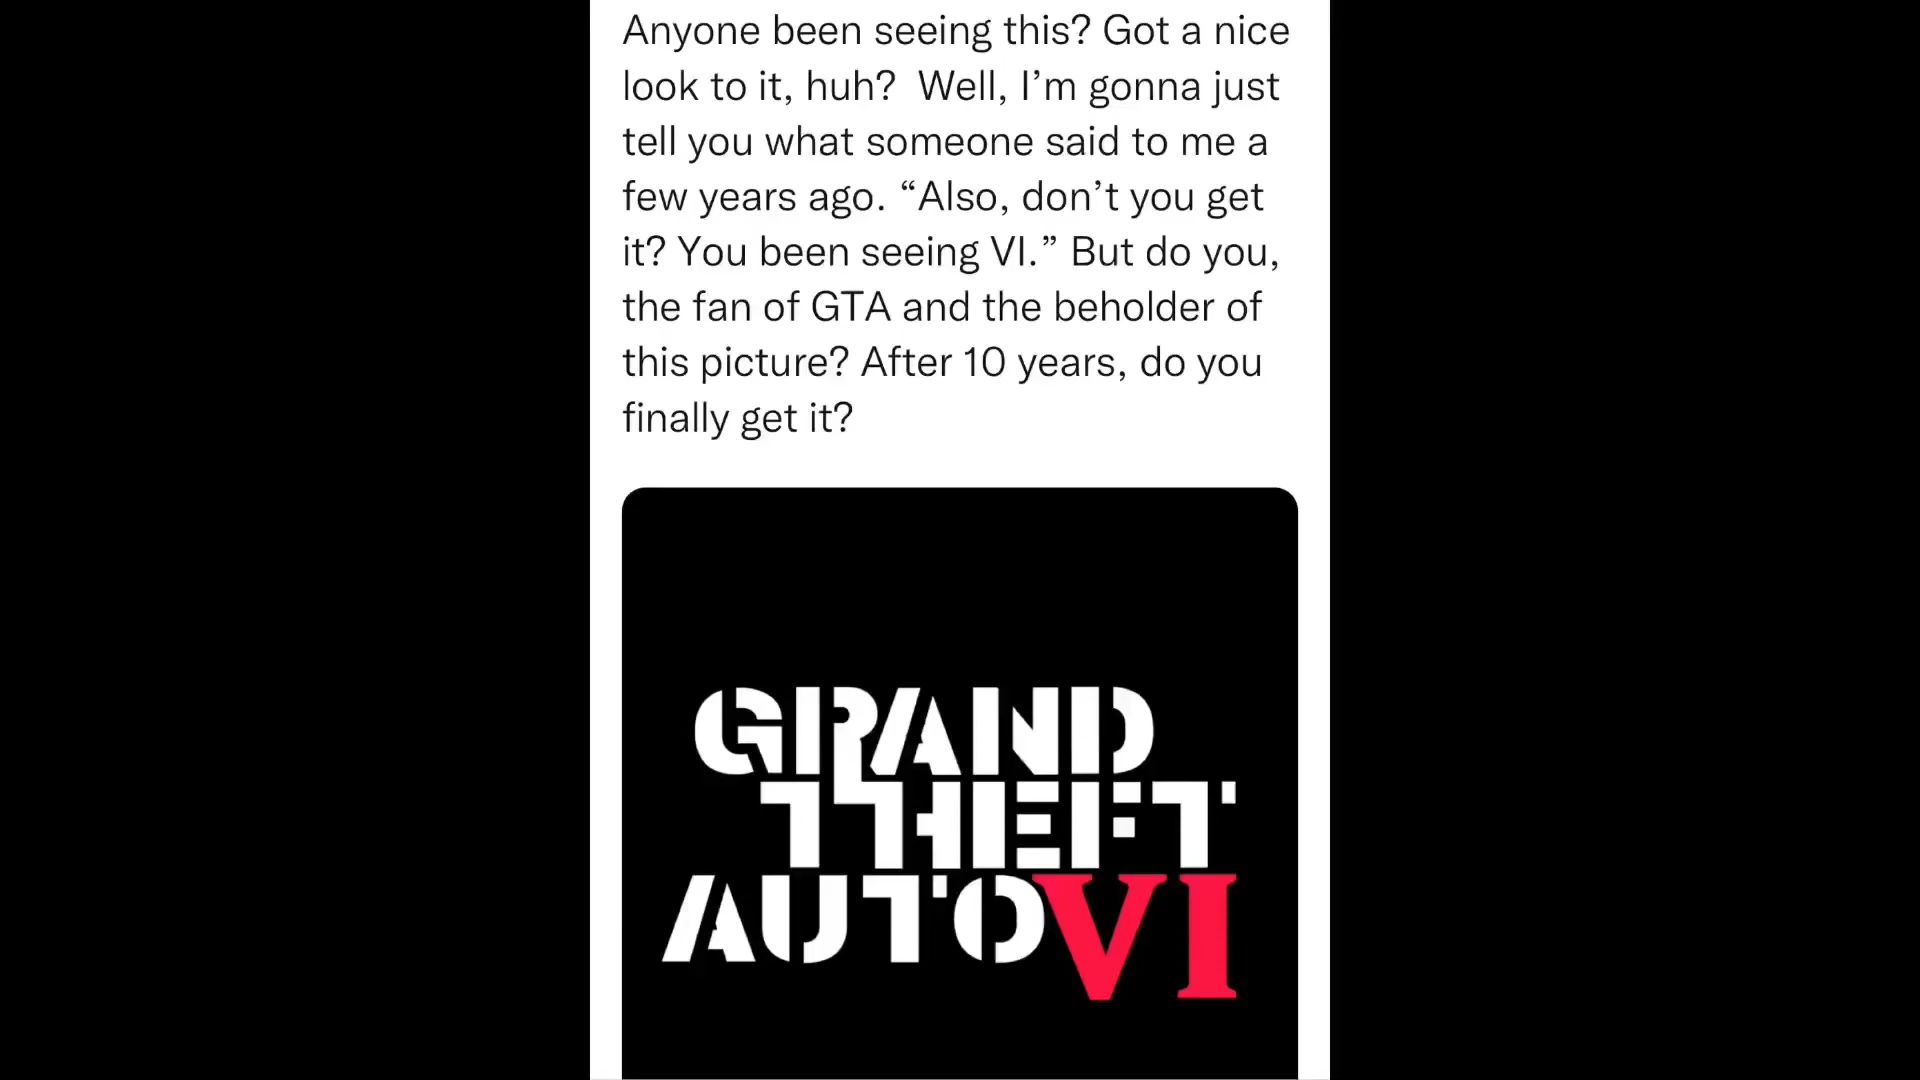 Anyone been seeing this? Got a nice
look to it, huh?  Well, I’m gonna just
tell you what someone said to me a
few years ago. “Also, don’t you get
it? You been seeing VI.” But do you,
the fan of GTA and the beholder of
this picture? After 10 years, do you
finally get it?
GRAND
THEFT
AUTO VI